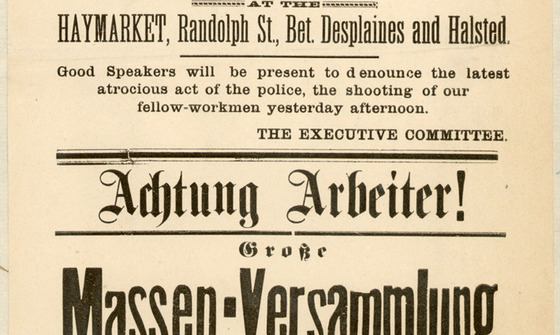 AT THE
HAYMARKET, Randolph St., Bet. Desplaines and Halsted.
Good Speakers will be present to denounce the latest
atrocious act of the police, the shooting of our
fellow-workmen yesterday afternoon.
THE EXECUTIVE COMMITTEE.
Achtung Arbeiter!
Große
Massen-Versammlung